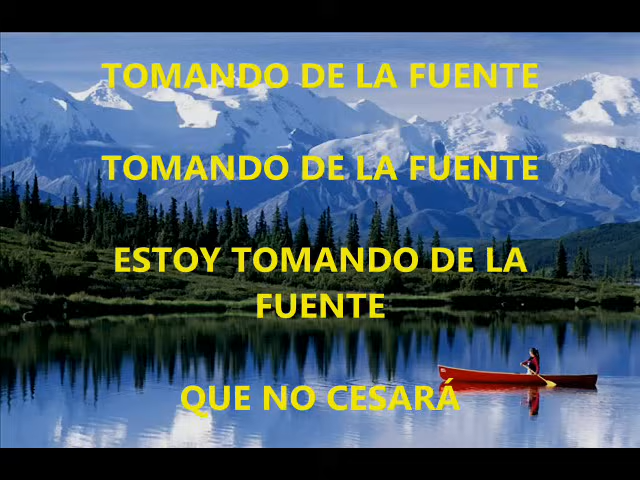 TOMANDO DE LA FUENTE
TOMANDO DE LA FUENTE
ESTOY TOMANDO DE LA
FUENTE
QUE NO CESARÁ